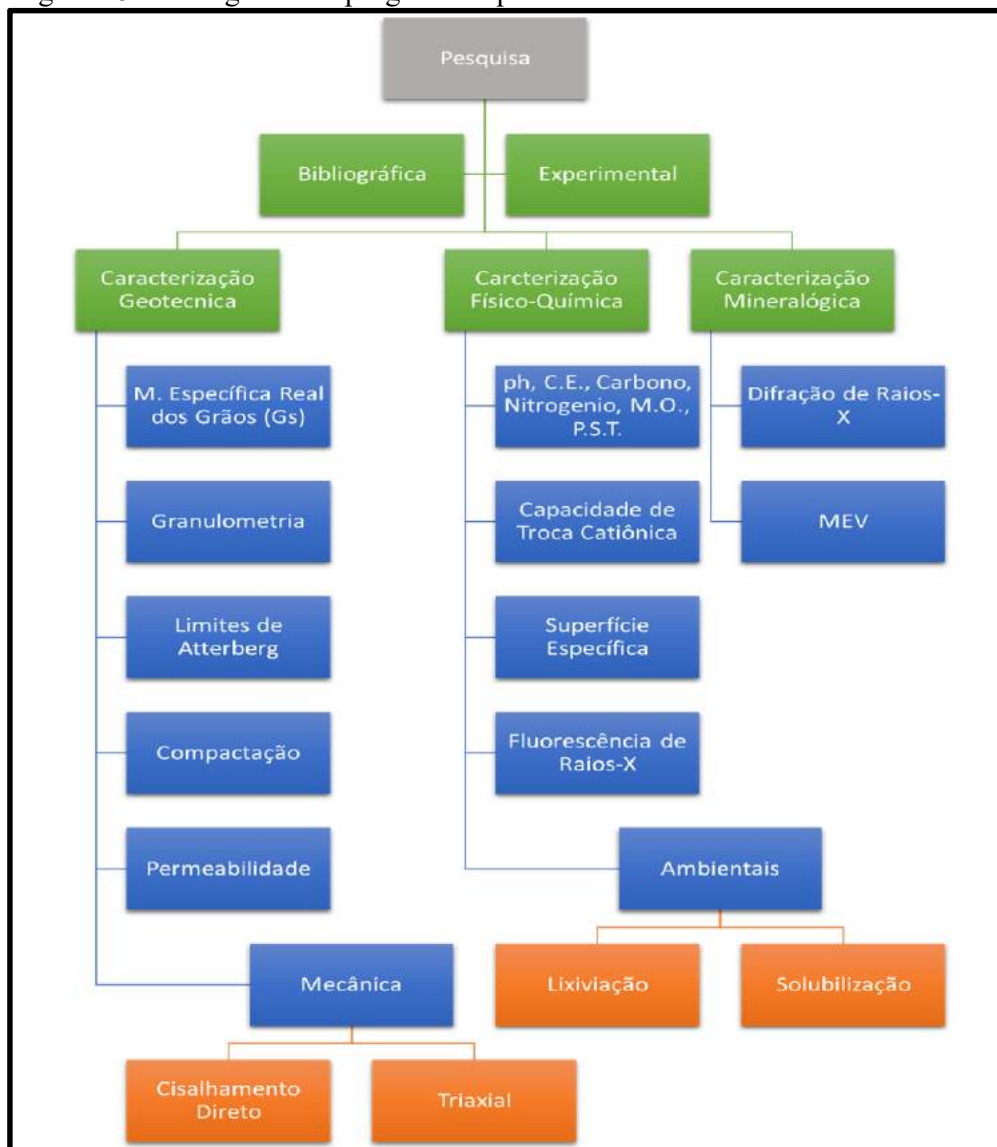 Pesquisa
Bibliográfica
Experimental
Caracterização
Geotecnica
Carcterização
Físico-Química
Caracterização
Mineralógica
M. Específica Real
dos Grãos (Gs)
Granulometria
Limites de
Atterberg
Compactação
Permeabilidade
Mecânica
Cisalhamento
Direto
Triaxial
ph, C.E., Carbono,
Nitrogenio, M.O.,
P.S.T.
Capacidade de
Troca Catiônica
Superfície
Específica
Fluorescência de
Raios-X
Ambientais
Lixiviação
Solubilização
Difração de Raios-
X
MEV